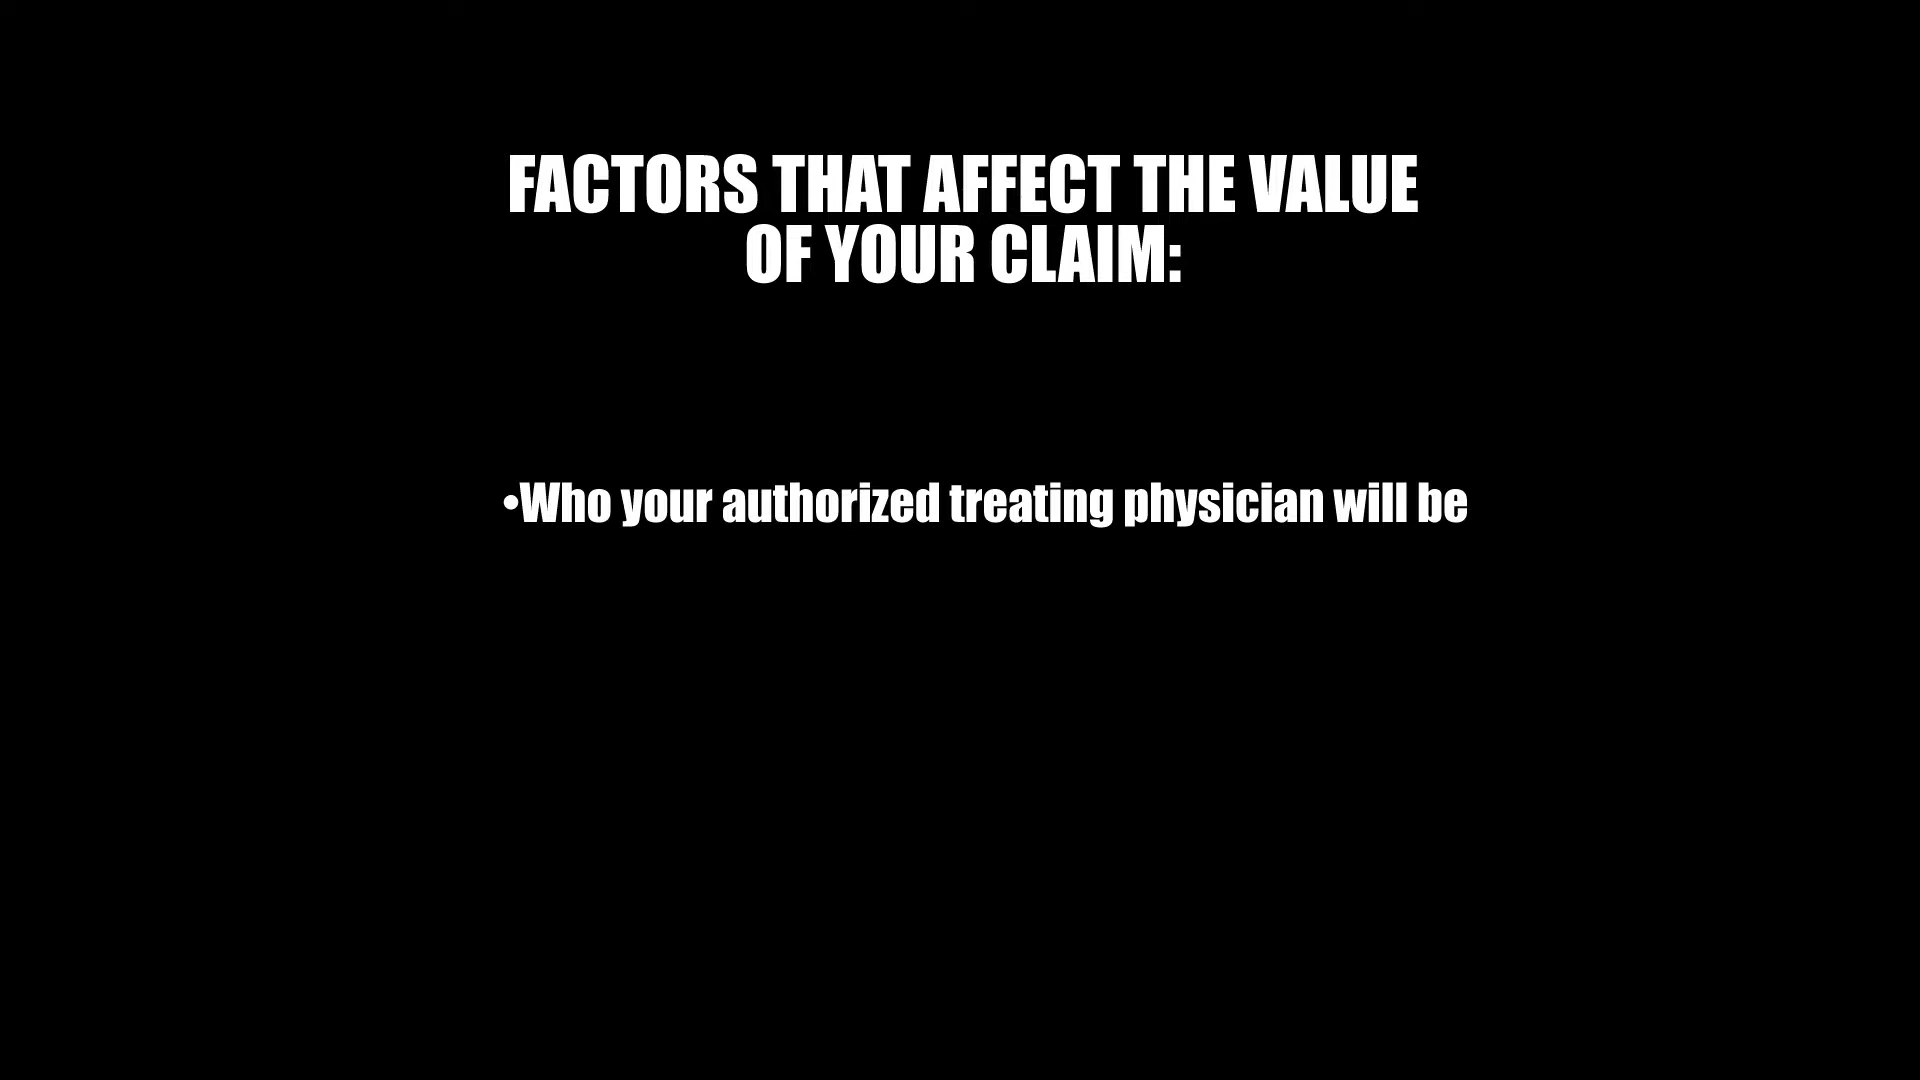 FACTORS THAT AFFECT THE VALUE
OF YOUR CLAIM:
•Who your authorized treating physician will be